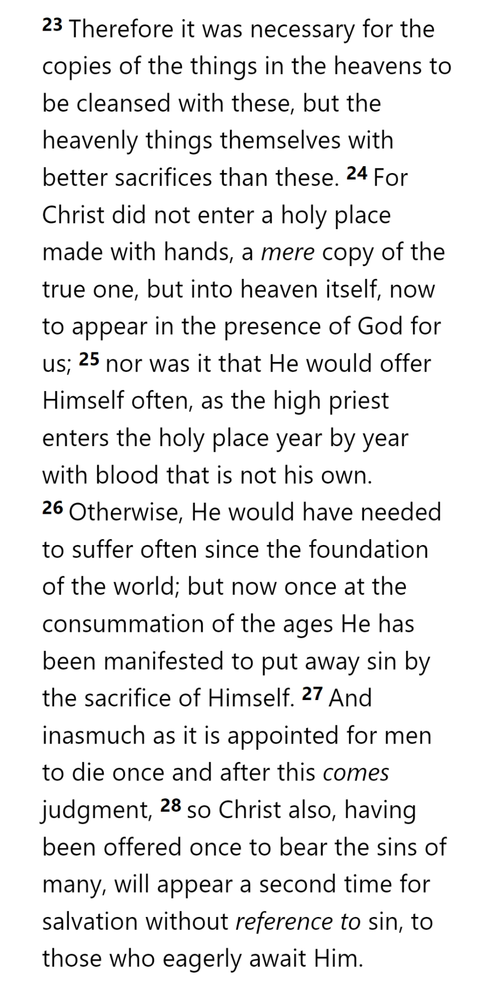 23 Therefore it was necessary for the
copies of the things in the heavens to
be cleansed with these, but the
heavenly things themselves with
better sacrifices than these. 24 For
Christ did not enter a holy place
made with hands, a mere copy of the
true one, but into heaven itself, now
to appear in the presence of God for
us; 25 nor was it that He would offer
Himself often, as the high priest
enters the holy place year by year
with blood that is not his own.
26 Otherwise, He would have needed
to suffer often since the foundation
of the world; but now once at the
consummation of the ages He has
been manifested to put away sin by
the sacrifice of Himself. 27 And
inasmuch as it is appointed for men
to die once and after this comes
judgment, 28 so Christ also, having
been offered once to bear the sins of
many, will appear a second time for
salvation without reference to sin, to
those who eagerly await Him.